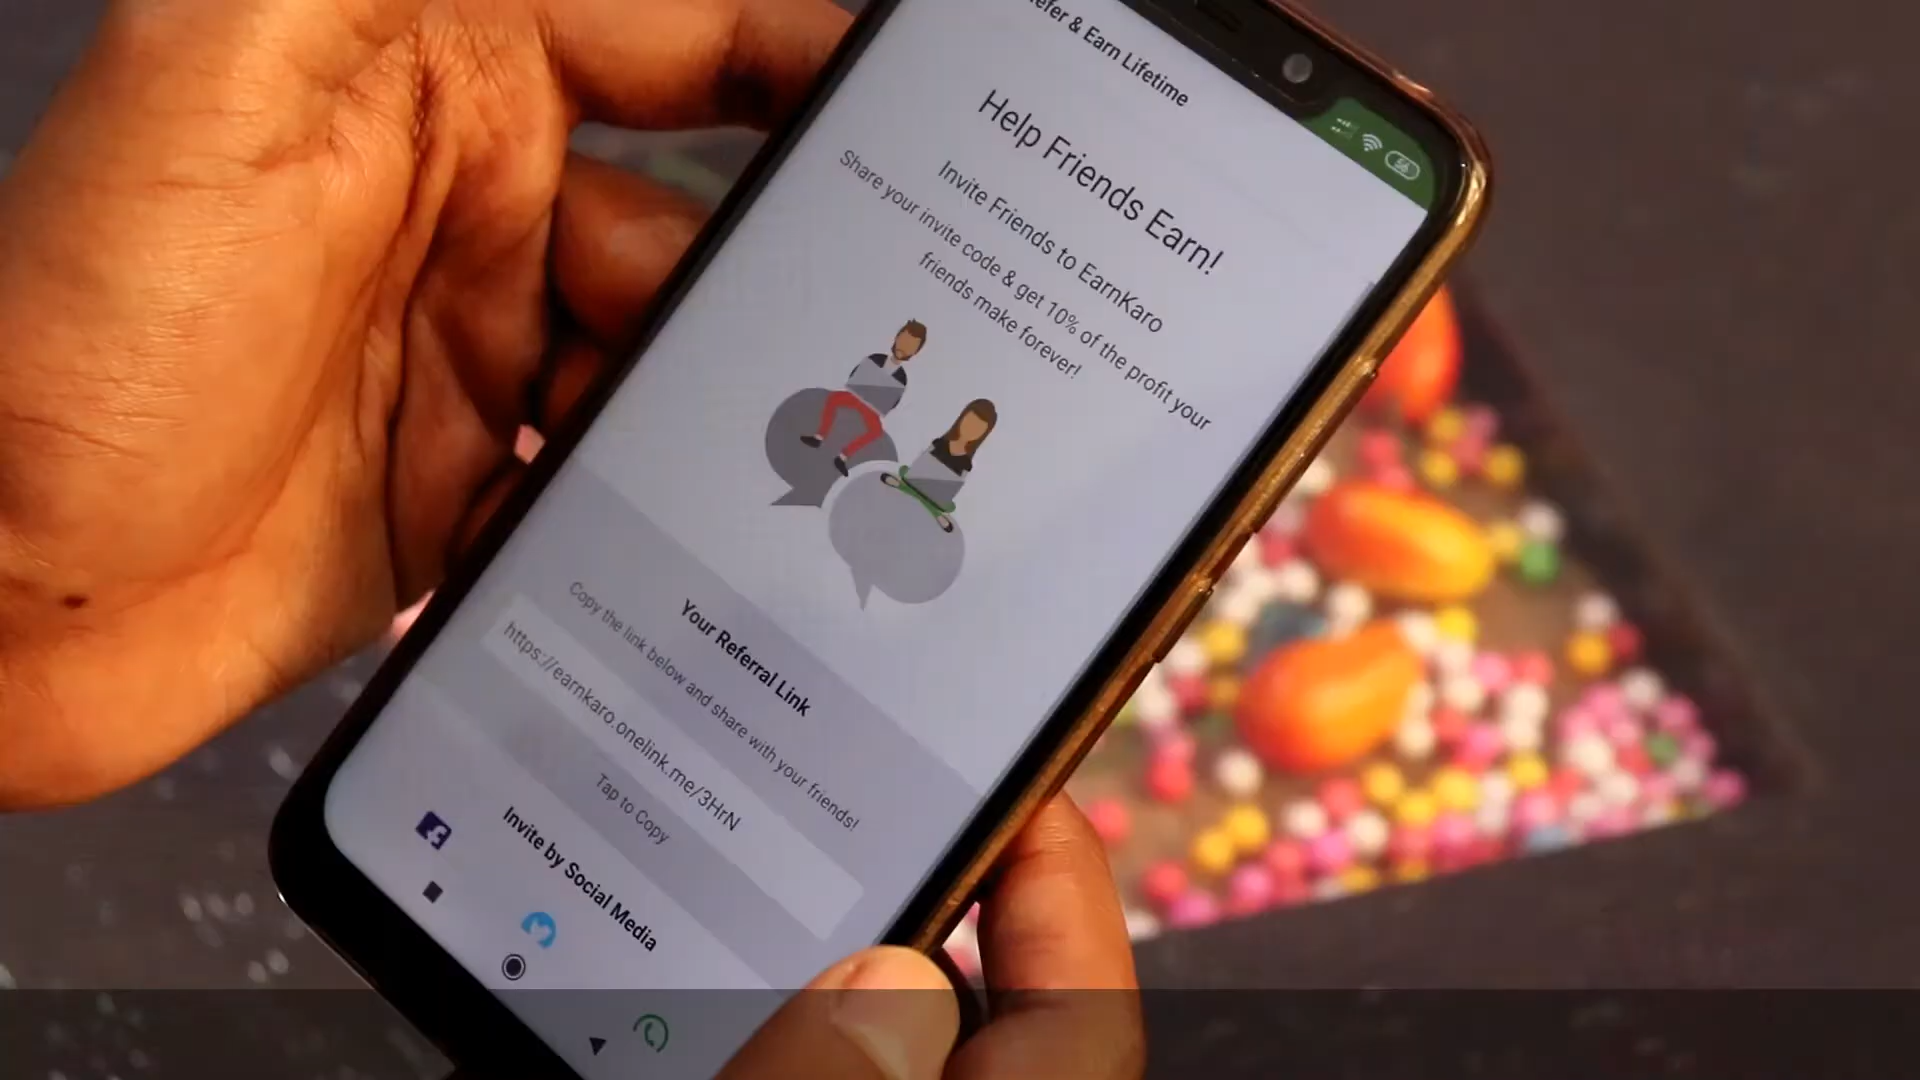 efer & Earn Lifetime
56
Help Friends Earn!
Invite Friends to EarnKaro
Share your invite code & get 10% of the profit your
friends make forever!
Your Referral Link
Copy the link below and share with your friends!
https://earnkaro.onelink.me/3HrN
Tap to Copy
Invite by Social Media